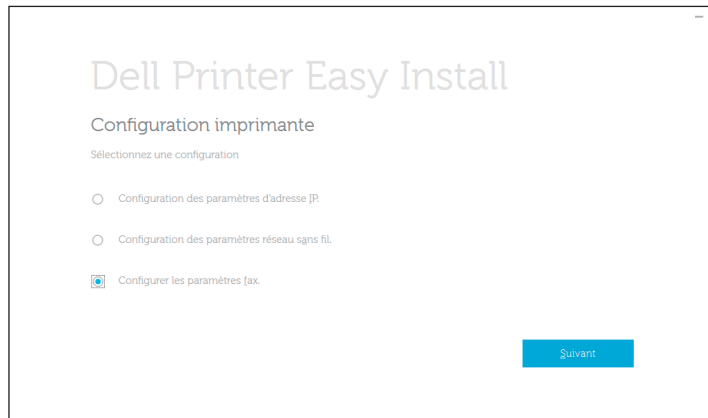 Dell Printer Easy Install
Configuration imprimante
Sélectionnez une configuration
Configuration des paramètres d'adresse IP.
Configuration des paramètres réseau sans fil.
Configurer les paramètres fax.
Suivant